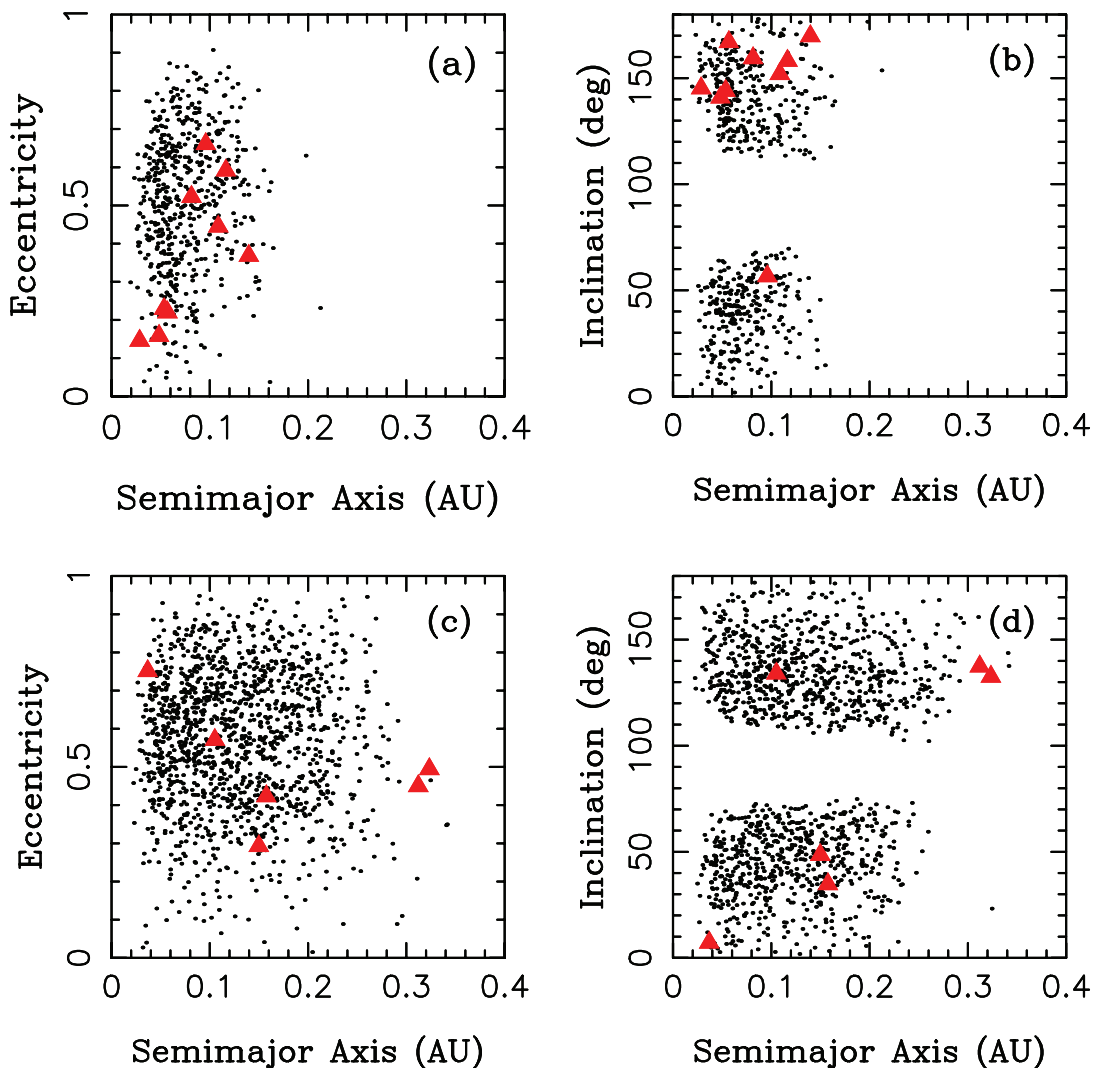 (a)
Eccentricity
0 0.5 1
0 0.1 0.2 0.3 0.4
Semimajor Axis (AU)
(b)
Inclination (deg)
0 50 100 150
0 0.1 0.2 0.3 0.4
Semimajor Axis (AU)
(c)
Eccentricity
0 0.5 1
0 0.1 0.2 0.3 0.4
Semimajor Axis (AU)
(d)
Inclination (deg)
0 50 100 150
0 0.1 0.2 0.3 0.4
Semimajor Axis (AU)